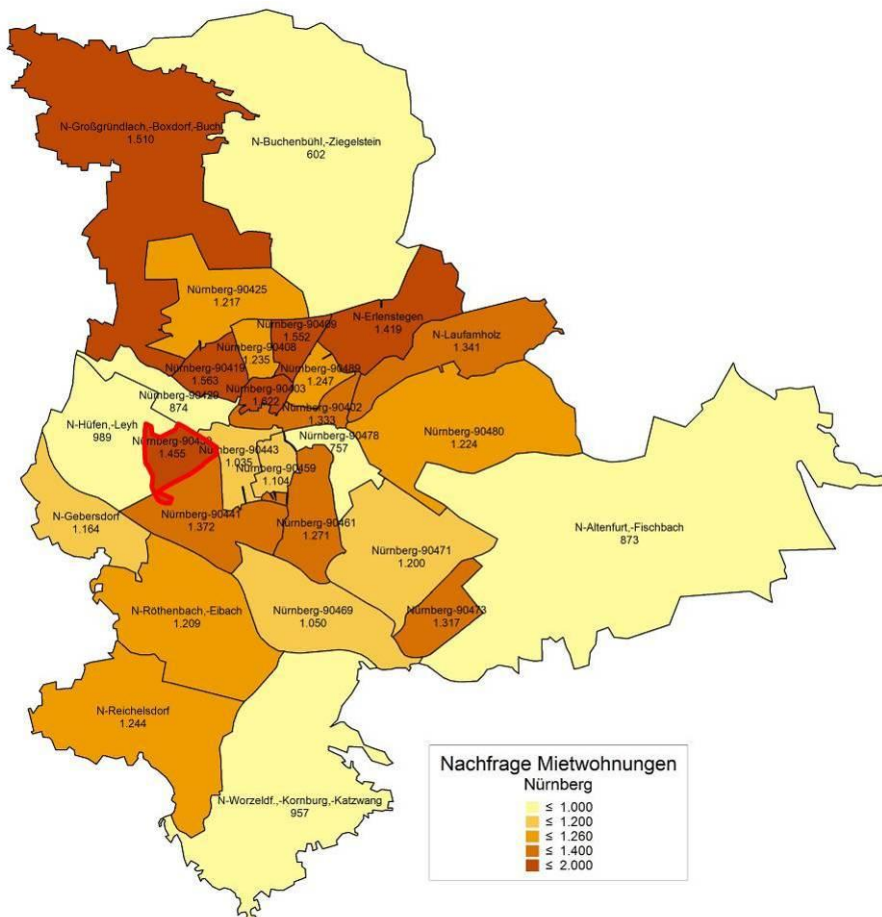 N-Großgründlach,-Boxdorf,-Buch
1.510
N-Buchenbühl,-Ziegelstein
602
Nürnberg-90425
1.217
N-Erlenstegen
1.419
Nürnberg-90409
1.552
N-Laufamholz
1.341
Nürnberg-90408
1.235
Nürnberg-90419
1.563
Nürnberg-90489
1.247
Nürnberg-90403
1.622
Nürnberg-90429
874
Nürnberg-90402
1.333
N-Hüfen,-Leyh
989
Nürnberg-90480
1.224
1.455
Nürnberg-90443
1.035
Nürnberg-90478
757
Nürnberg-90459
1.104
N-Gebersdorf
1.164
Nürnberg-90441
1.372
Nürnberg-90461
1.271
N-Altenfurt,-Fischbach
873
Nürnberg-90471
1.200
N-Röthenbach,-Eibach
1.209
Nürnberg-90469
1.050
Nürnberg-90473
1.317
N-Reichelsdorf
1.244
N-Worzeldf.,-Kornburg,-Katzwang
957
Nachfrage Mietwohnungen
Nürnberg
≤ 1.000
≤ 1.200
≤ 1.260
≤ 1.400
≤ 2.000